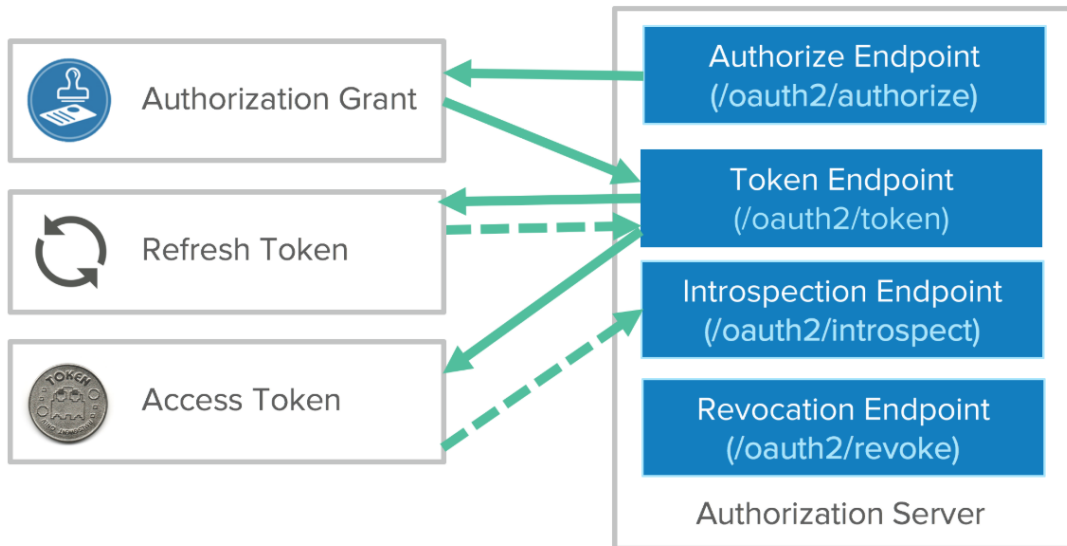 Authorization Grant
Refresh Token
TOKEN
Access Token
Authorize Endpoint
(/oauth2/authorize)
Token Endpoint
(/oauth2/token)
Introspection Endpoint
(/oauth2/introspect)
Revocation Endpoint
(/oauth2/revoke)
Authorization Server